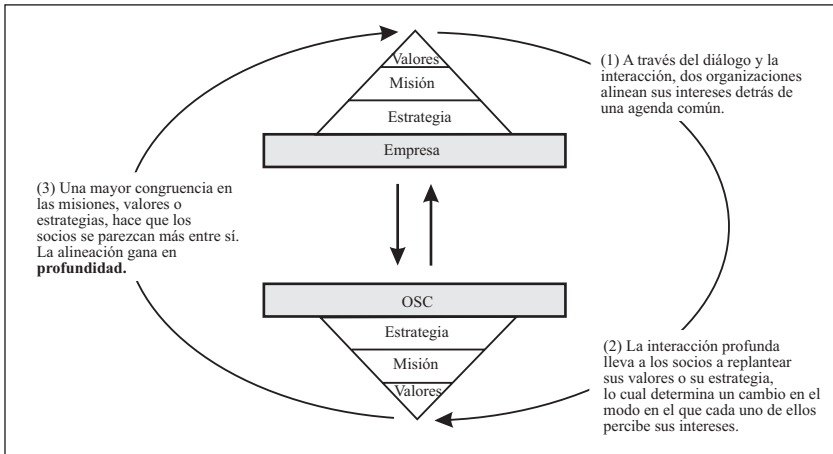 Valores
Misión
Estrategia
Empresa
(1) A través del diálogo y la
interacción, dos organizaciones
alinean sus intereses detrás de
una agenda común.
(3) Una mayor congruencia en
las misiones, valores o
estrategias, hace que los
socios se parezcan más entre sí.
La alineación gana en
profundidad.
OSC
Estrategia
Misión
Valores
(2) La interacción profunda
lleva a los socios a replantear
sus valores o su estrategia,
lo cual determina un cambio en el
modo en el que cada uno de ellos
percibe sus intereses.